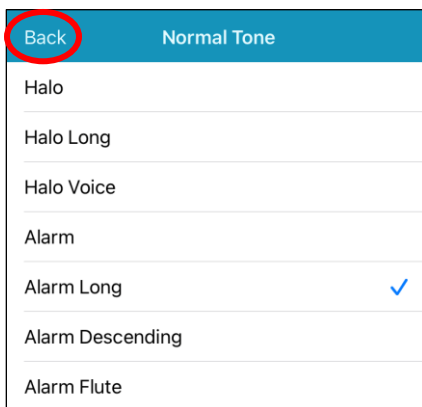 Back Normal Tone
Halo
Halo Long
Halo Voice
Alarm
Alarm Long
Alarm Descending
Alarm Flute